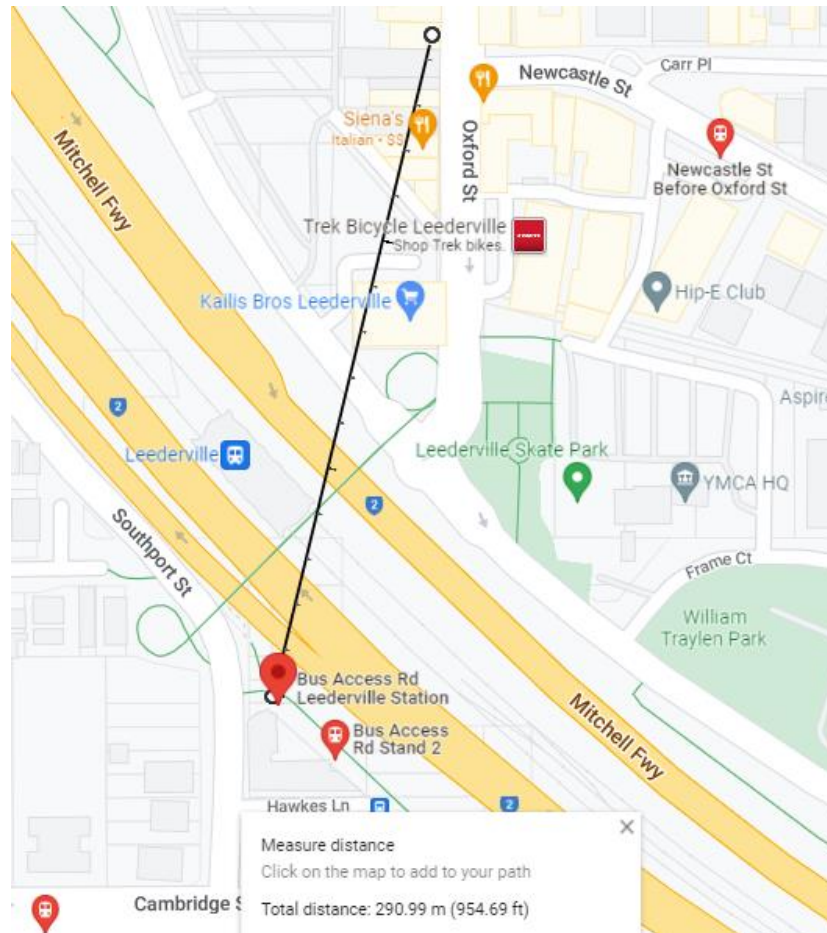 Carr Pl
Newcastle St
Siena's
Italian • $$
Oxford St
Mitchell Fwy
Newcastle St
Before Oxford St
Trek Bicycle Leederville
Shop Trek bikes.
Hip-E Club
Kailis Bros Leederville
Aspire
2
Leederville
Leederville Skate Park
YMCA HQ
2
Southport St
Frame Ct
William
Traylen Park
Bus Access Rd
Leederville Station
Mitchell Fwy
Bus Access
Rd Stand 2
Hawkes Ln
2
Measure distance
Click on the map to add to your path
Cambridge S
Total distance: 290.99 m (954.69 ft)